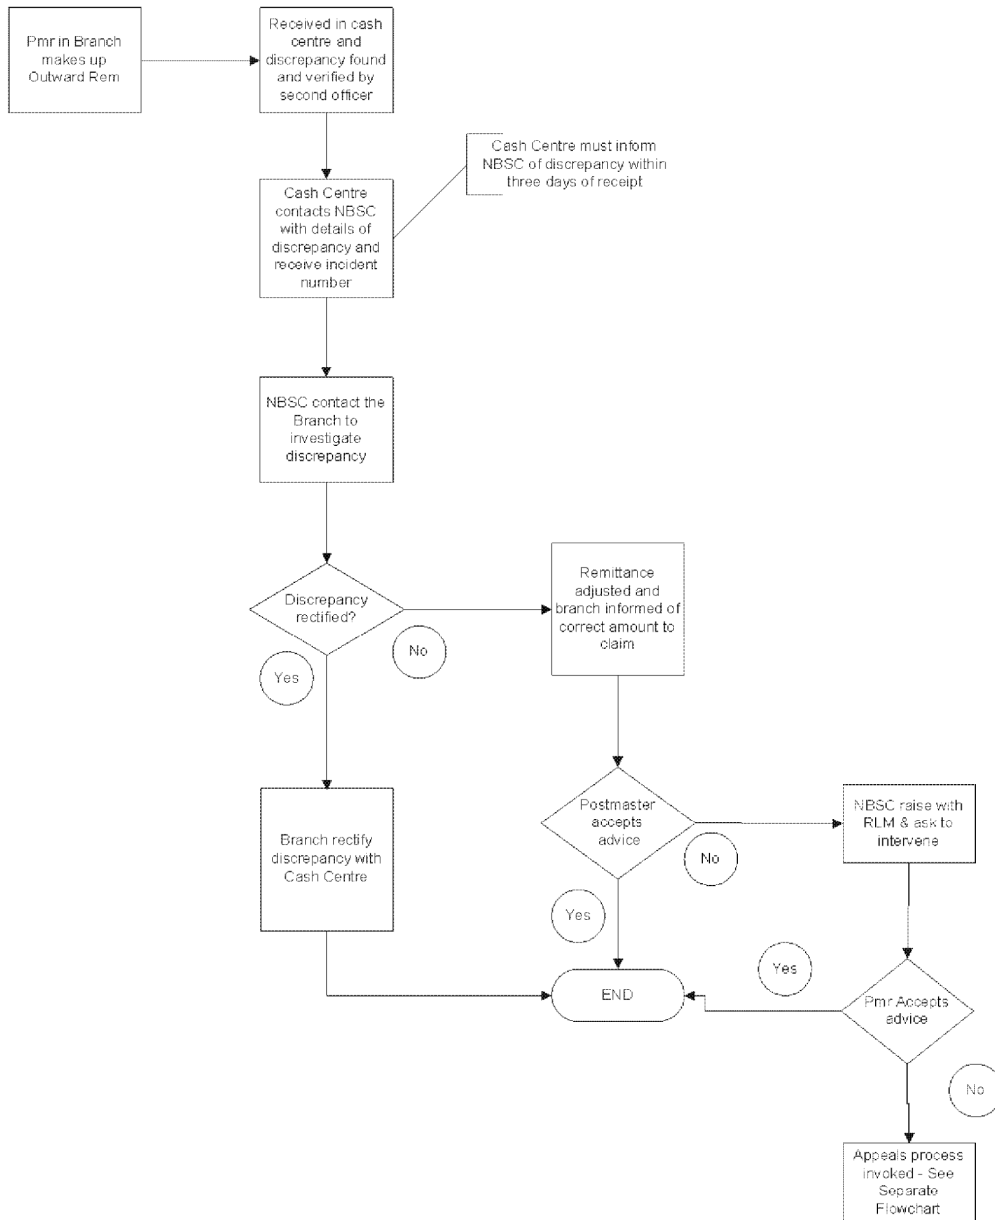 Pmr in Branch
makes up
Outward Rem
Received in cash
centre and
discrepancy found
and verified by
second officer
Cash Centre must inform
NBSC of discrepancy within
three days of receipt
Cash Centre
contacts NBSC
with details of
discrepancy and
receive incident
number
NBSC contact the
Branch to
investigate
discrepancy
Discrepancy
rectified?
No
Yes
Remittance
adjusted and
branch informed of
correct amount to
claim
Branch rectify
discrepancy with
Cash Centre
Postmaster
accepts
advice
No
Yes
NBSC raise with
RLM & ask to
intervene
END
Yes
Pmr Accepts
advice
No
Appeals process
invoked - See
Separate
Flowchart